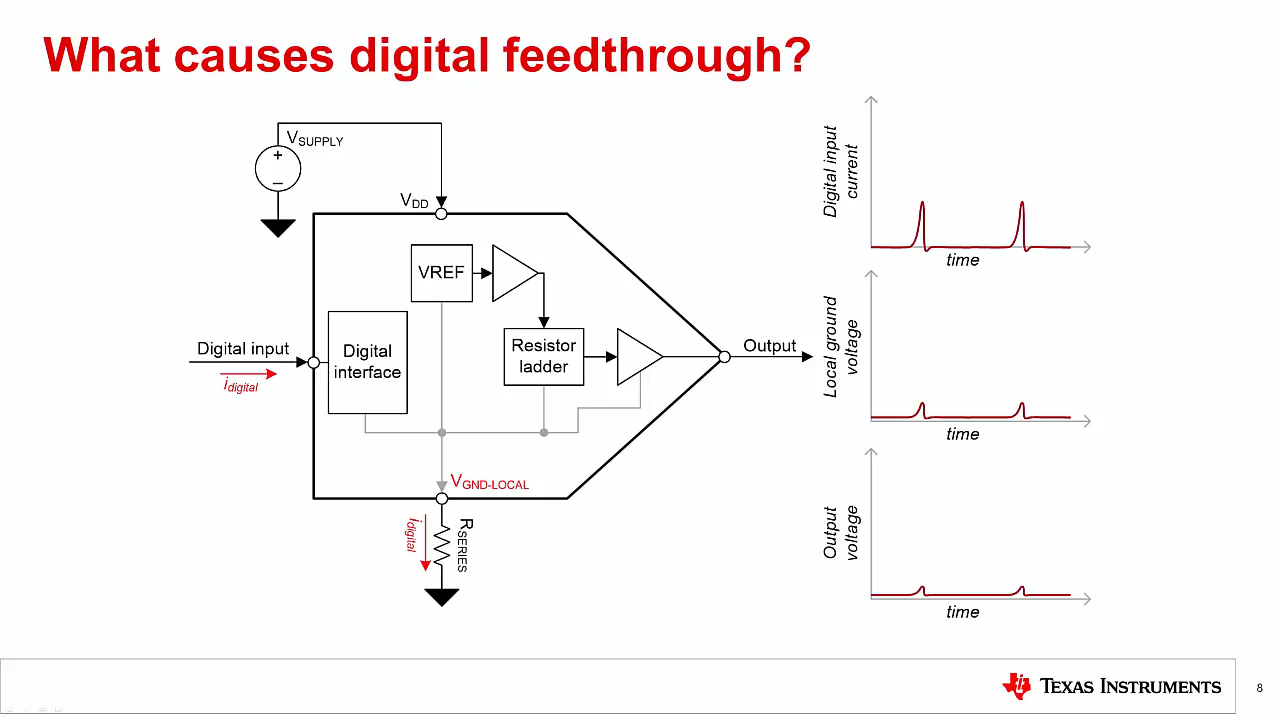 What causes digital feedthrough?
VSUPPLY
+
–
VDD
VREF
Digital input
idigital
Digital
interface
Resistor
ladder
Output
VGND-LOCAL
idigital
RSERIES
Digital input
current
time
Local ground
voltage
time
Output
voltage
time
TEXAS INSTRUMENTS
8